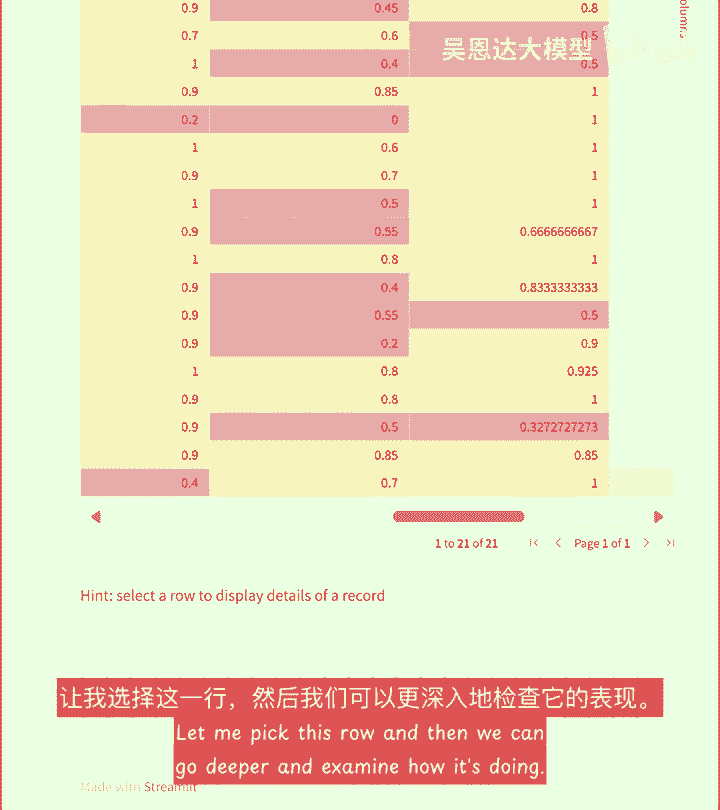 olumns
0.9 0.45 0.8
0.7 0.6 0.5
吴恩达大模型
1 0.4 0.5
0.9 0.85 1
0.2 0 1
1 0.6 1
0.9 0.7 1
1 0.5 1
0.9 0.55 0.6666666667
1 0.8 1
0.9 0.4 0.8333333333
0.9 0.55 0.5
0.9 0.2 0.9
1 0.8 0.925
0.9 0.8 1
0.9 0.5 0.3272727273
0.9 0.85 0.85
0.4 0.7 1
1 to 21 of 21 Page 1 of 1
Hint: select a row to display details of a record
让我选择这一行，然后我们可以更深入地检查它的表现。
Let me pick this row and then we can
go deeper and examine how it's doing.
Made with Streamlit